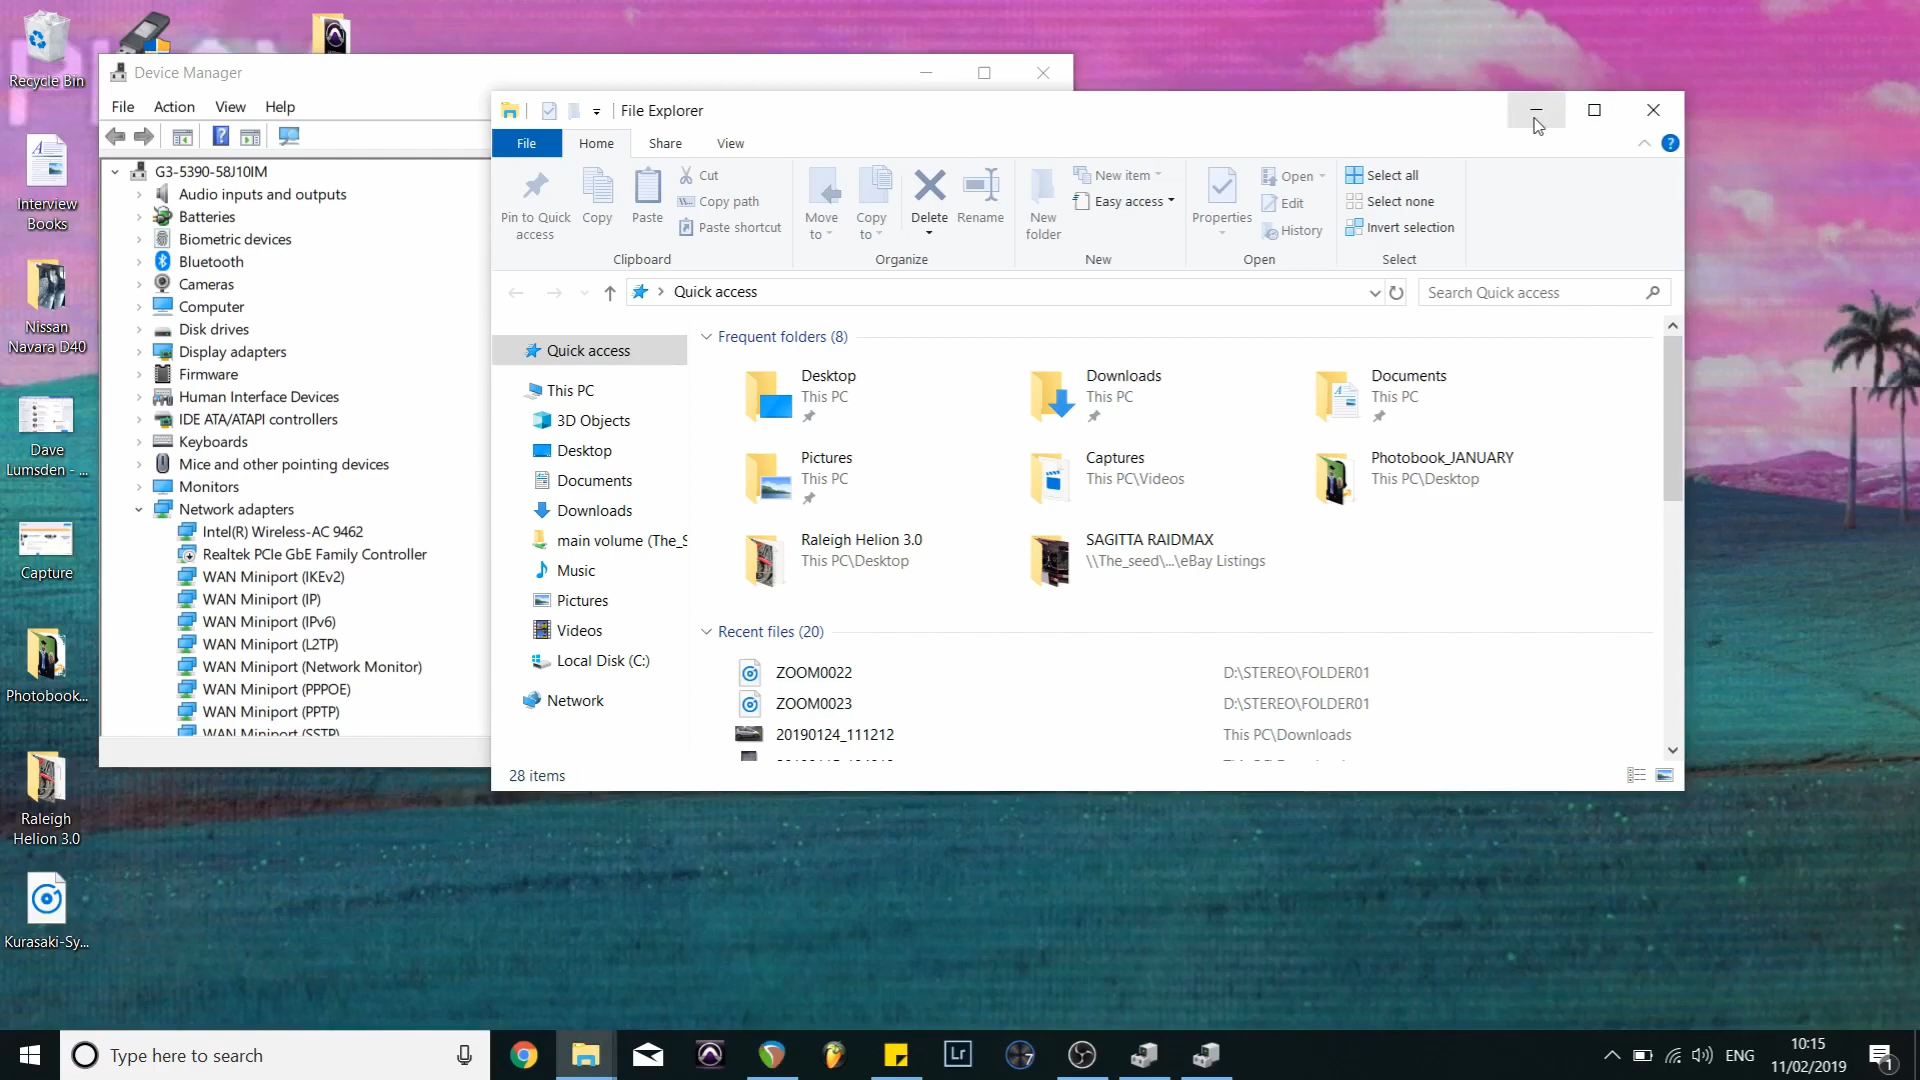 Recycle Bin
Interview
Books
Nissan
Navara D40
Dave
Lumsden - ...
Capture
Photobook...
Raleigh
Helion 3.0
Kurasaki-Sy...
Device Manager
File Action View Help
G3-5390-58J10IM
Audio inputs and outputs
Batteries
Biometric devices
Bluetooth
Cameras
Computer
Disk drives
Display adapters
Firmware
Human Interface Devices
IDE ATA/ATAPI controllers
Keyboards
Mice and other pointing devices
Monitors
Network adapters
Intel(R) Wireless-AC 9462
Realtek PCIe GbE Family Controller
WAN Miniport (IKEv2)
WAN Miniport (IP)
WAN Miniport (IPv6)
WAN Miniport (L2TP)
WAN Miniport (Network Monitor)
WAN Miniport (PPPOE)
WAN Miniport (PPTP)
WAN Miniport (SSTP)
File Explorer
File Home Share View
Pin to Quick
access
Copy
Paste
Cut
Copy path
Paste shortcut
Clipboard
Move
to
Copy
to
Delete
Rename
Organize
New
folder
New item
Easy access
New
Properties
Open
Edit
History
Open
Select all
Select none
Invert selection
Select
Quick access
Search Quick access
Quick access
This PC
3D Objects
Desktop
Documents
Downloads
main volume (The_S
Music
Pictures
Videos
Local Disk (C:)
Network
Frequent folders (8)
Desktop
This PC
Downloads
This PC
Documents
This PC
Pictures
This PC
Captures
This PC\Videos
Photobook_JANUARY
This PC\Desktop
Raleigh Helion 3.0
This PC\Desktop
SAGITTA RAIDMAX
\\The_seed\...\eBay Listings
Recent files (20)
ZOOM0022 D:\STEREO\FOLDER01
ZOOM0023 D:\STEREO\FOLDER01
20190124_111212 This PC\Downloads
28 items
Type here to search
Lr
7
ENG
10:15
11/02/2019
1